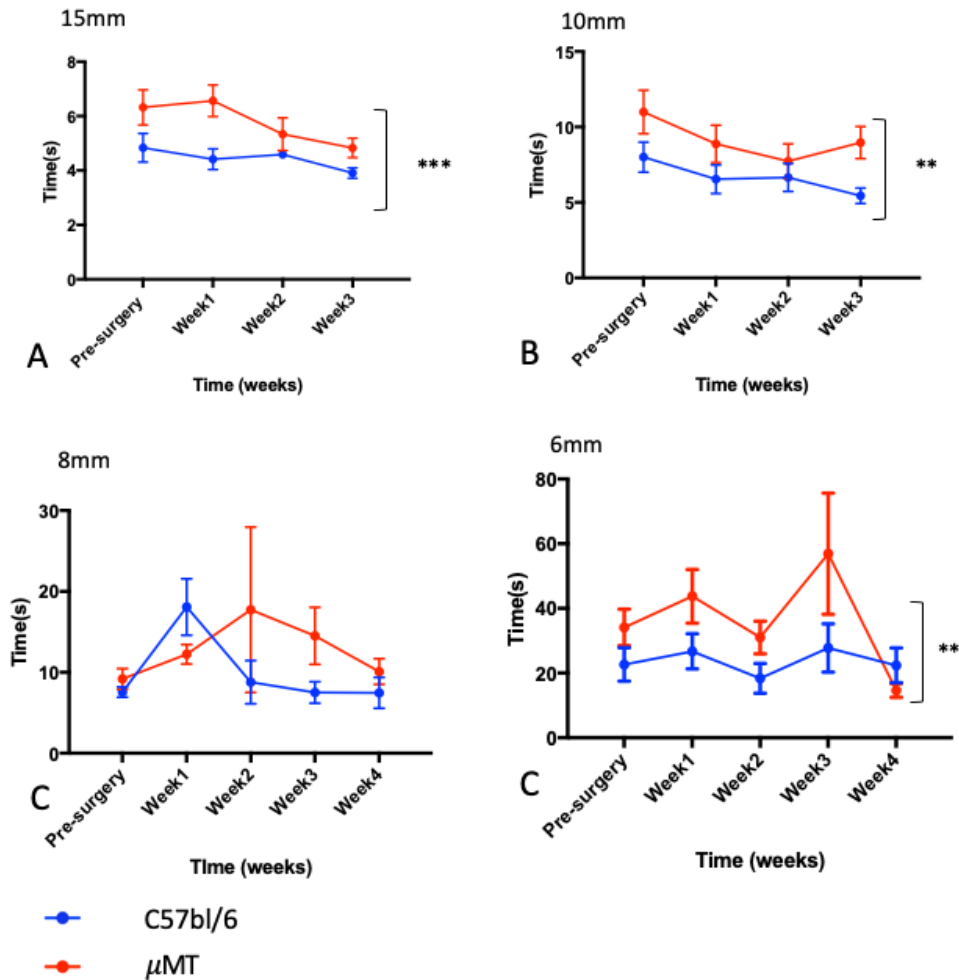 15mm
8
6
4
2
0
Time(s)
Pre-surgery
Week1
Week2
Week3
Time (weeks)
***
A
10mm
15
10
5
0
Time(s)
Pre-surgery
Week1
Week2
Week3
Time (weeks)
**
B
8mm
30
20
10
0
Time(s)
Pre-surgery
Week1
Week2
Week3
Week4
TIme (weeks)
C
6mm
80
60
40
20
0
Time(s)
Pre-surgery
Week1
Week2
Week3
Week4
Time (weeks)
**
C
C57bl/6
μMT